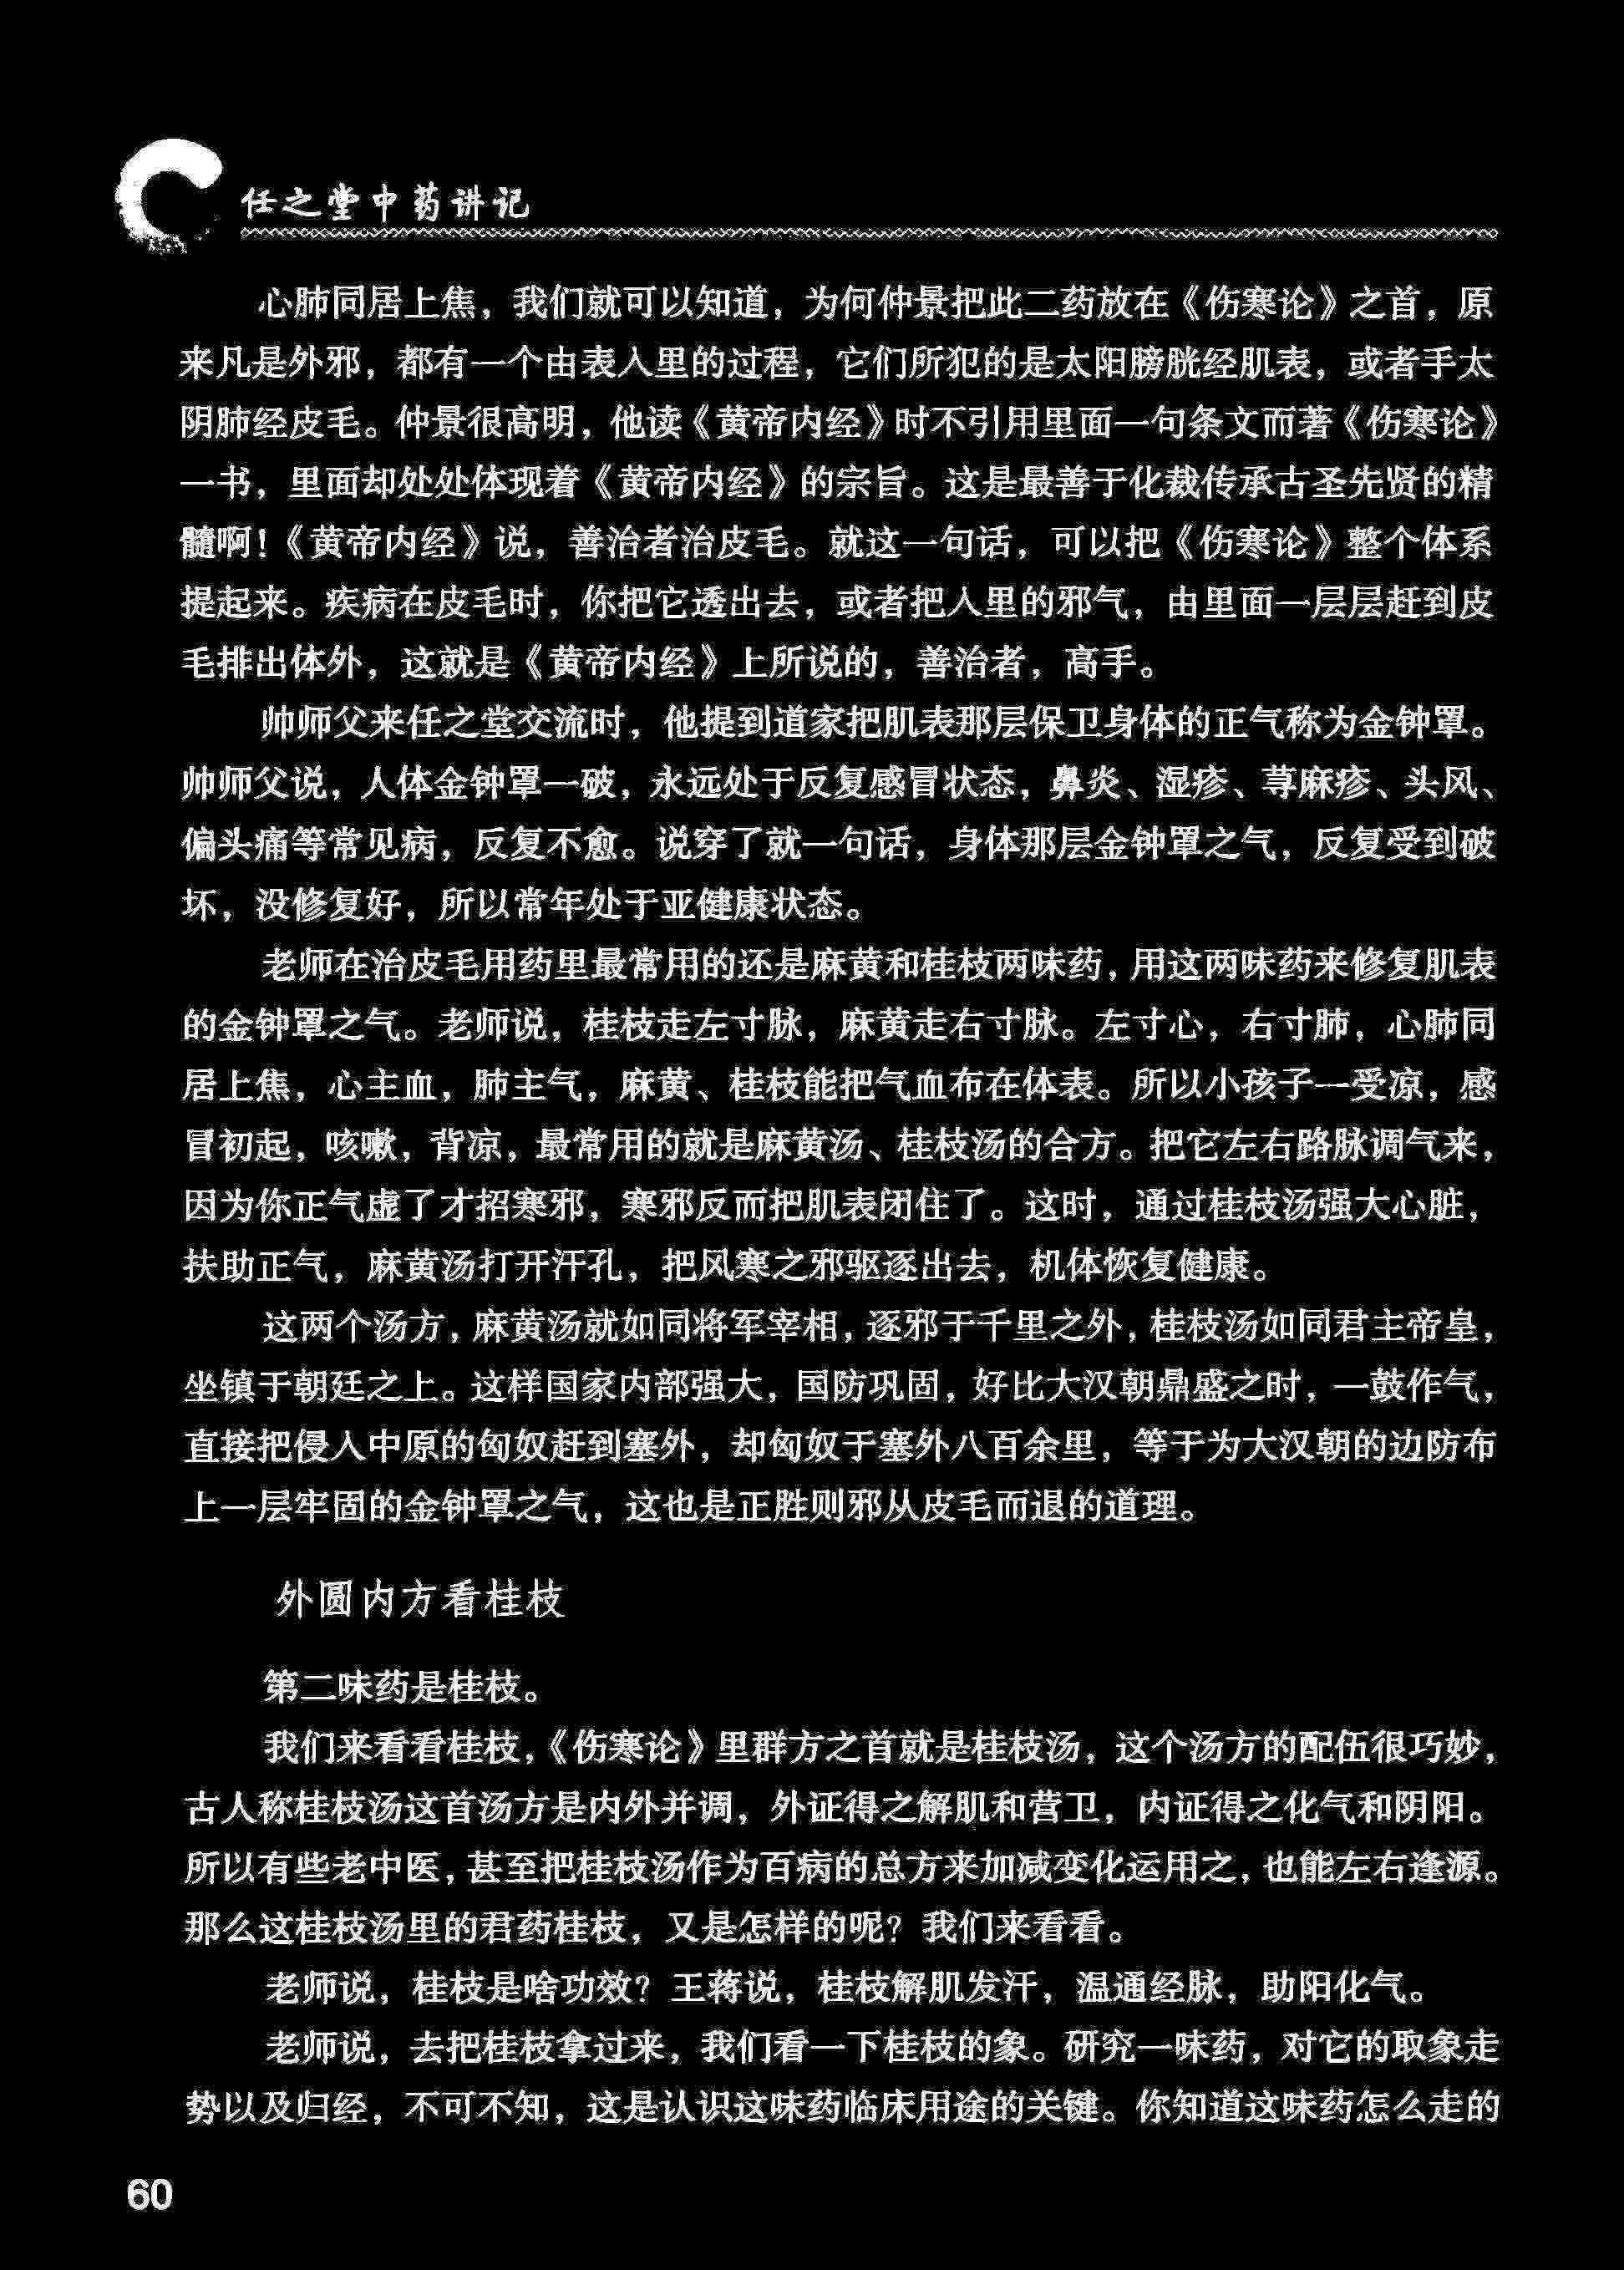 任之堂中药讲记
心肺同居上焦，我们就可以知道，为何仲景把此二药放在《伤寒论》之首，原
来凡是外邪，都有一个由表入里的过程，它们所犯的是太阳膀胱经肌表，或者手太
阴肺经皮毛。仲景很高明，他读《黄帝内经》时不引用里面一句条文而著《伤寒论》
一书，里面却处处体现着《黄帝内经》的宗旨。这是最善于化裁传承古圣先贤的精
髓啊！《黄帝内经》说，善治者治皮毛。就这一句话，可以把《伤寒论》整个体系
提起来。疾病在皮毛时，你把它透出去，或者把入里的邪气，由里面一层层赶到皮
毛排出体外，这就是《黄帝内经》上所说的，善治者，高手。
帅师父来任之堂交流时，他提到道家把肌表那层保卫身体的正气称为金钟罩。
帅师父说，人体金钟罩一破，永远处于反复感冒状态，鼻炎、湿疹、荨麻疹、头风、
偏头痛等常见病，反复不愈。说穿了就一句话，身体那层金钟罩之气，反复受到破
坏，没修复好，所以常年处于亚健康状态。
老师在治皮毛用药里最常用的还是麻黄和桂枝两味药，用这两味药来修复肌表
的金钟罩之气。老师说，桂枝走左寸脉，麻黄走右寸脉。左寸心，右寸肺，心肺同
居上焦，心主血，肺主气，麻黄、桂枝能把气血布在体表。所以小孩子一受凉，感
冒初起，咳嗽，背凉，最常用的就是麻黄汤、桂枝汤的合方。把它左右路脉调气来，
因为你正气虚了才招寒邪，寒邪反而把肌表闭住了。这时，通过桂枝汤强大心脏，
扶助正气，麻黄汤打开汗孔，把风寒之邪驱逐出去，机体恢复健康。
这两个汤方，麻黄汤就如同将军宰相，逐邪于千里之外，桂枝汤如同君主帝皇，
坐镇于朝廷之上。这样国家内部强大，国防巩固，好比大汉朝鼎盛之时，一鼓作气，
直接把侵入中原的匈奴赶到塞外，却匈奴于塞外八百余里，等于为大汉朝的边防布
上一层牢固的金钟罩之气，这也是正胜则邪从皮毛而退的道理。
外圆内方看桂枝
第二味药是桂枝。
我们来看看桂枝，《伤寒论》里群方之首就是桂枝汤，这个汤方的配伍很巧妙，
古人称桂枝汤这首汤方是内外并调，外证得之解肌和营卫，内证得之化气和阴阳。
所以有些老中医，甚至把桂枝汤作为百病的总方来加减变化运用之，也能左右逢源。
那么这桂枝汤里的君药桂枝，又是怎样的呢？我们来看看。
老师说，桂枝是啥功效？王蒋说，桂枝解肌发汗，温通经脉，助阳化气。
老师说，去把桂枝拿过来，我们看一下桂枝的象。研究一味药，对它的取象走
势以及归经，不可不知，这是认识这味药临床用途的关键。你知道这味药怎么走的
60